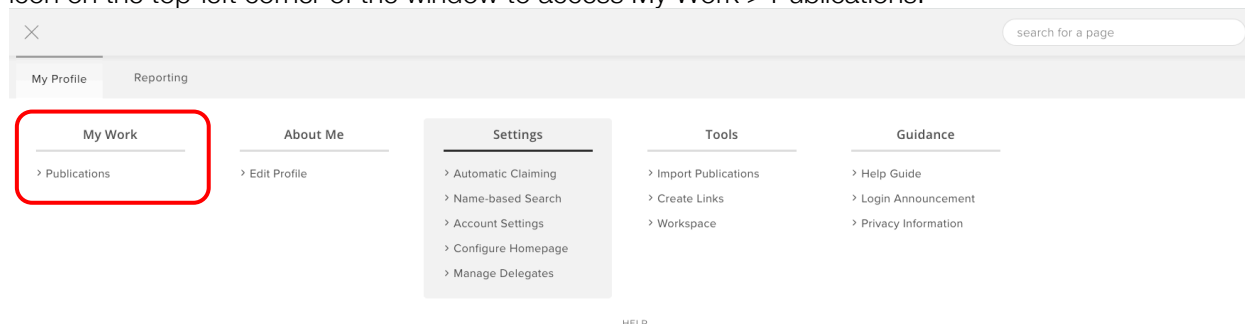 icon on the top-left corner of the window to access My Work > Publications.
search for a page
My Profile Reporting
My Work About Me Settings Tools Guidance
> Publications > Edit Profile > Automatic Claiming > Import Publications > Help Guide
> Name-based Search > Create Links > Login Announcement
> Account Settings > Workspace > Privacy Information
> Configure Homepage
> Manage Delegates
HELP